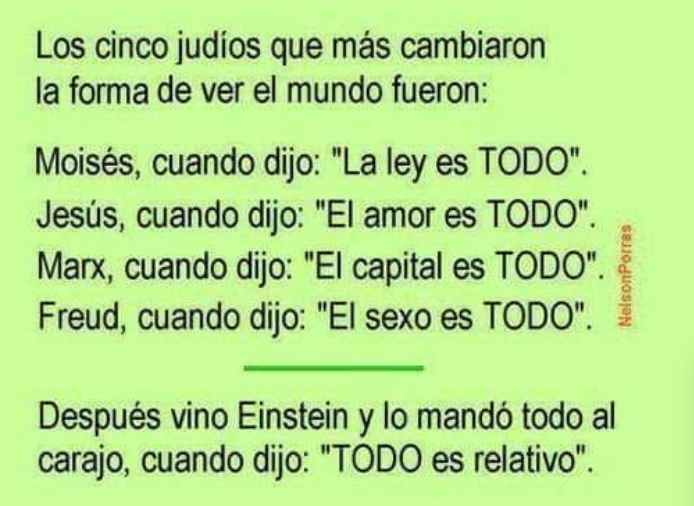 Los cinco judíos que más cambiaron
la forma de ver el mundo fueron:
Moisés, cuando dijo: "La ley es TODO".
Jesús, cuando dijo: "El amor es TODO".
Marx, cuando dijo: "El capital es TODO".
Freud, cuando dijo: "El sexo es TODO".
NelsonPorras
Después vino Einstein y lo mandó todo al
carajo, cuando dijo: "TODO es relativo".